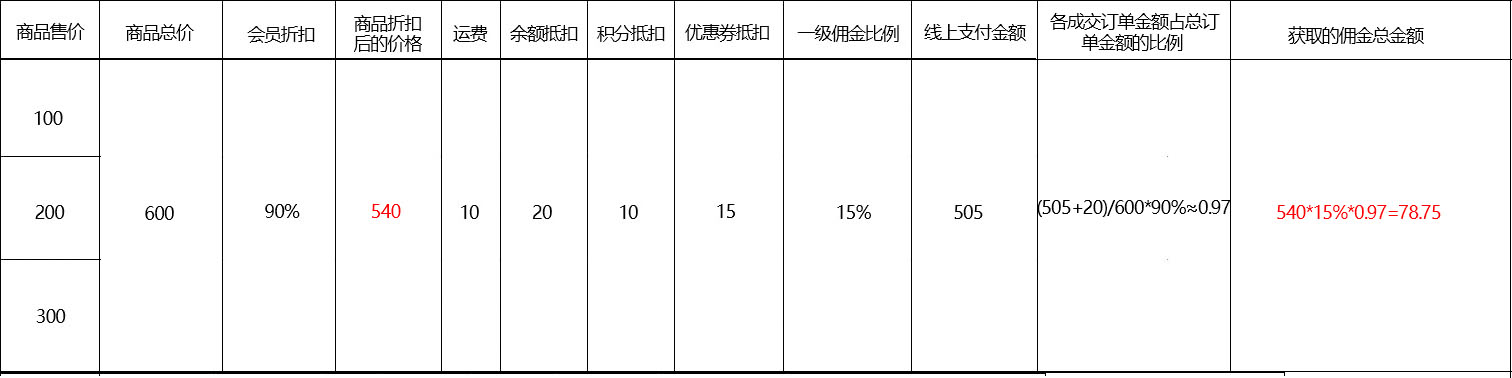 商品售价
商品总价
会员折扣
商品折扣
后的价格
运费
余额抵扣
积分抵扣
优惠券抵扣
一级佣金比例
线上支付金额
各成交订单金额占总订
单金额的比例
获取的佣金总金额
100
200
300
600
90%
540
10
20
10
15
15%
505
(505+20)/600*90%≈0.97
540*15%*0.97=78.75